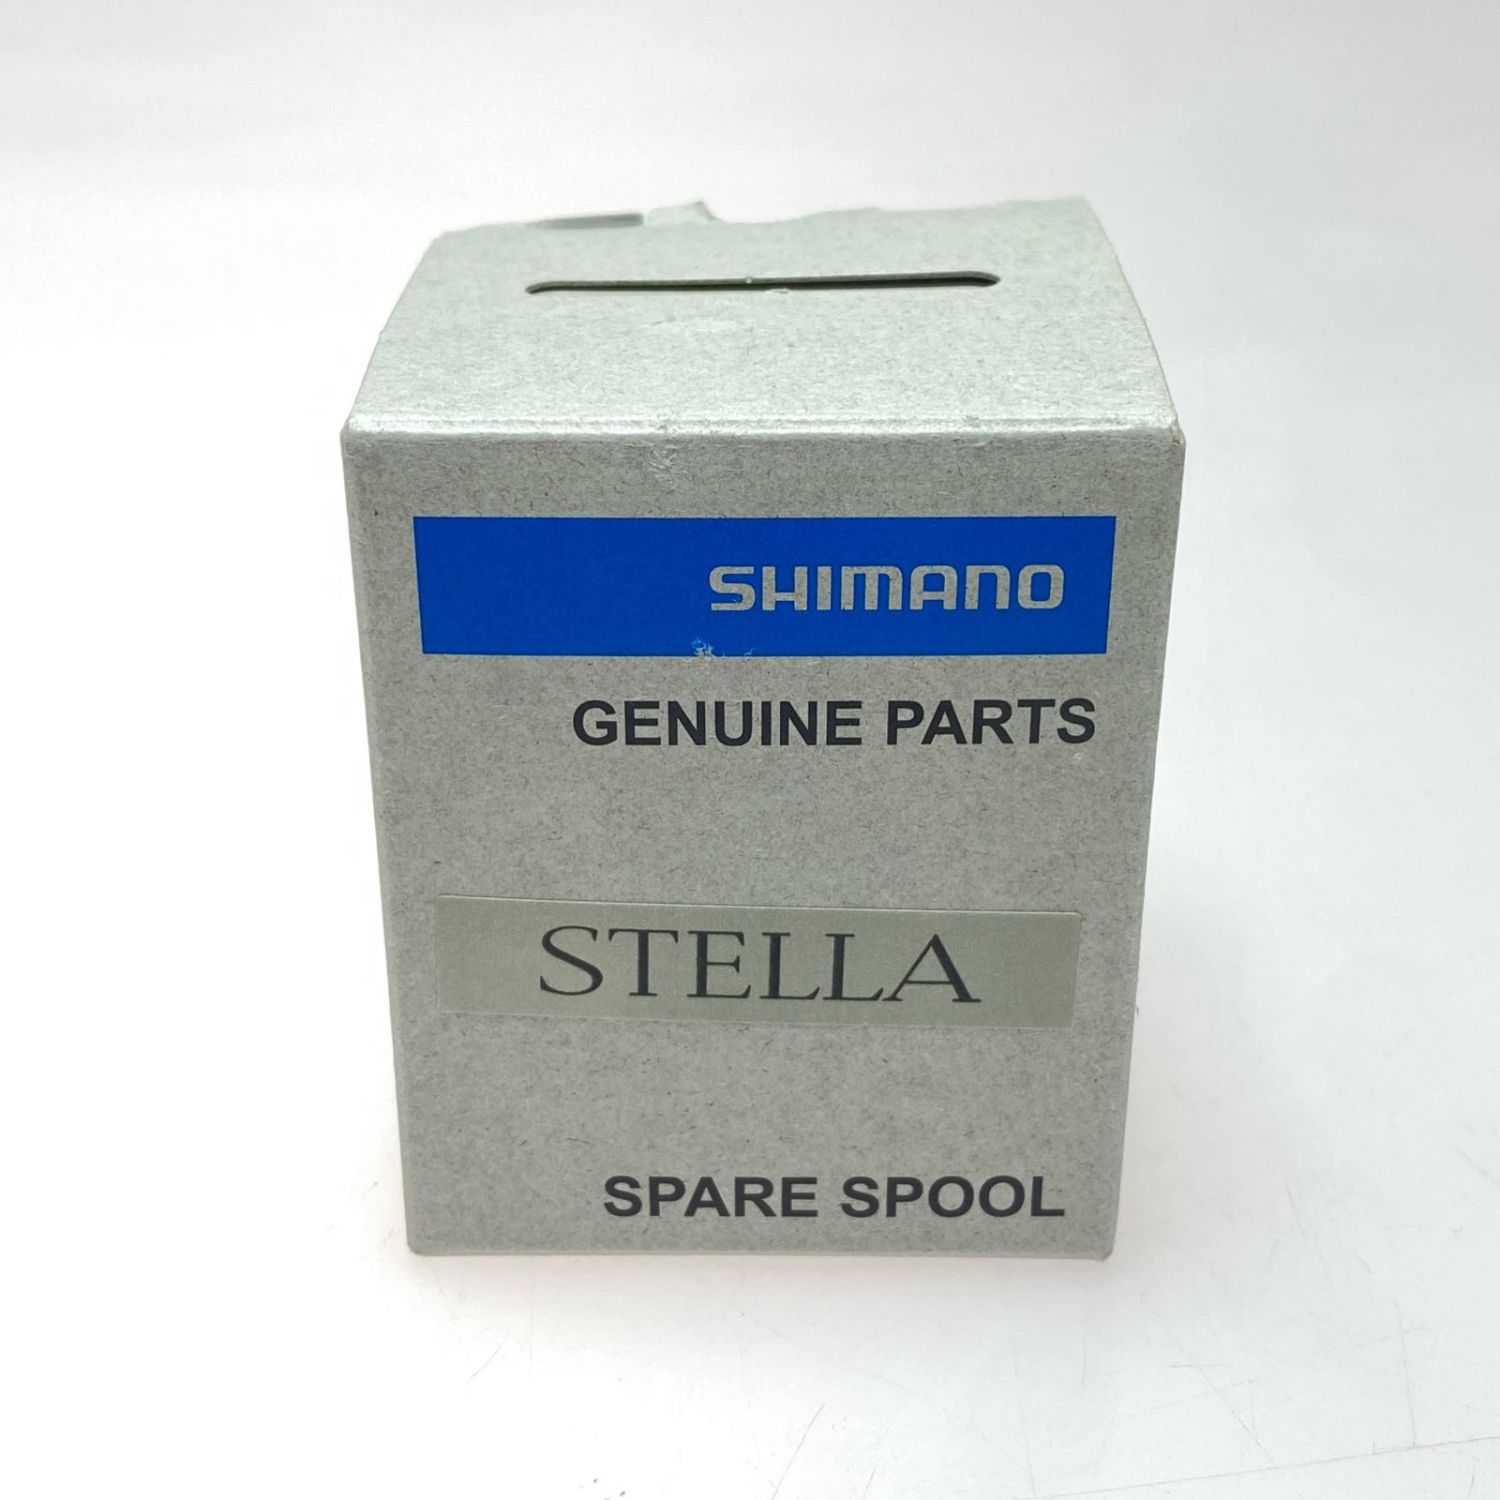 SHIMANO
GENUINE PARTS
STELLA
SPARE SPOOL